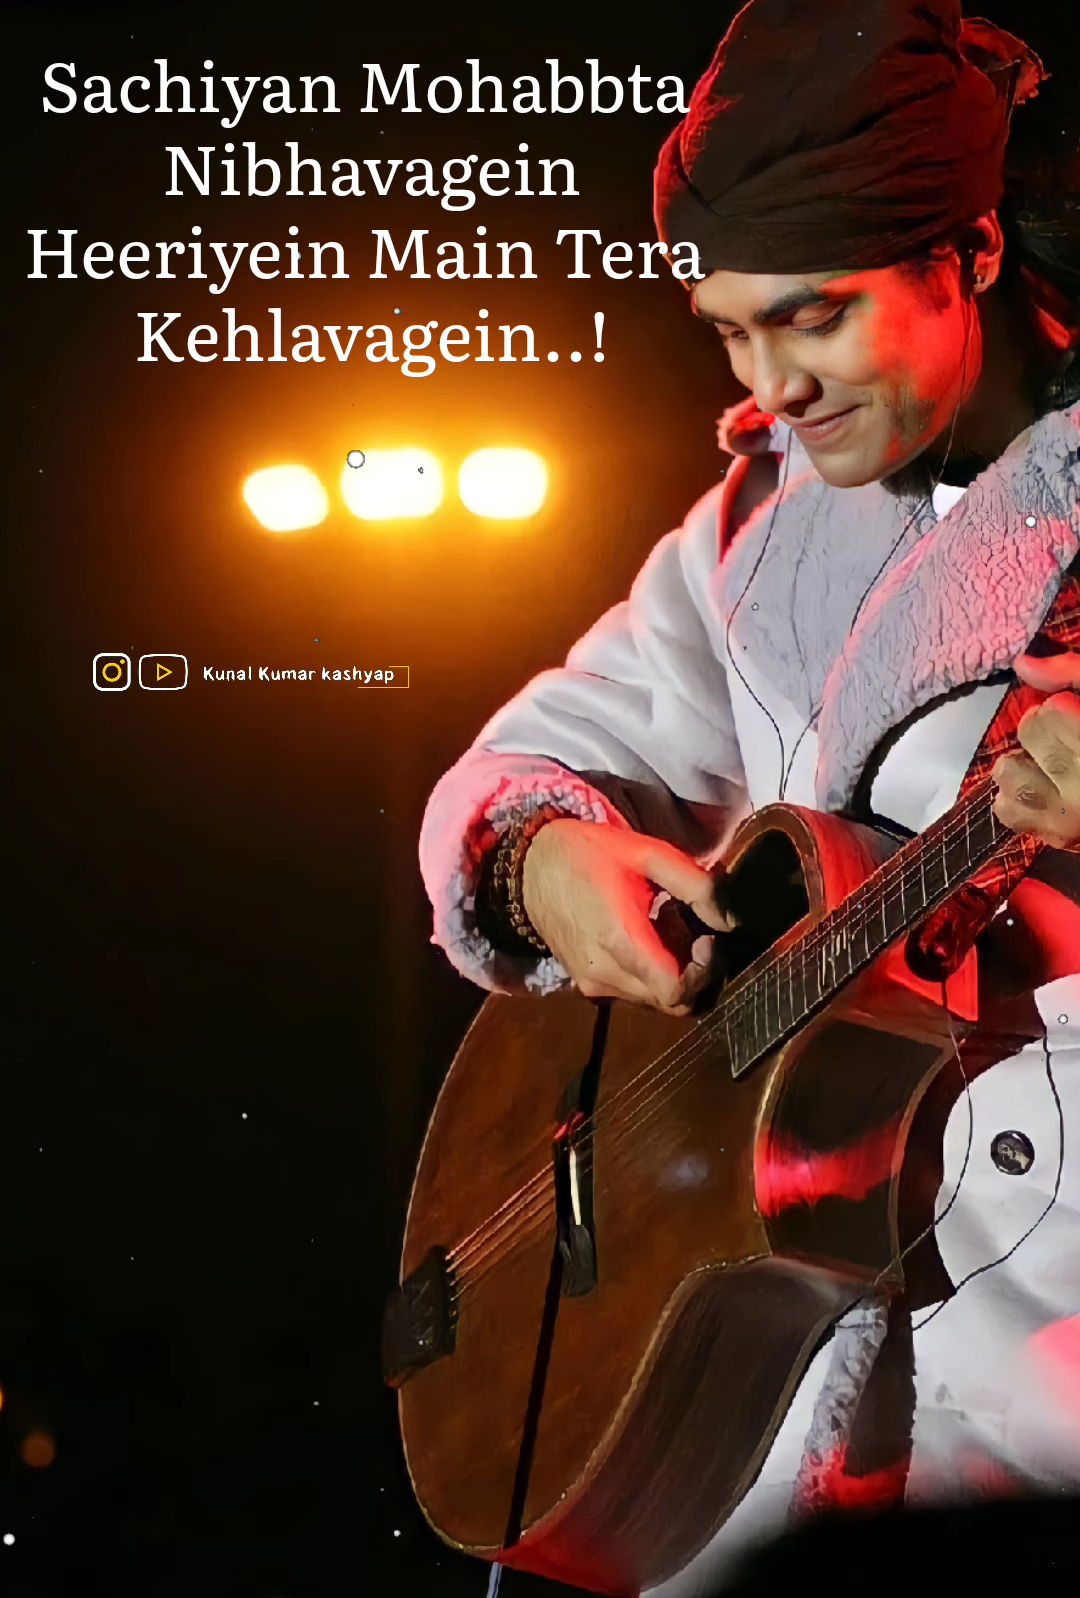 Sachiyan Mohabbta
Nibhavagein
Heeriyein Main Tera
Kehlavagein..!
Kunal Kumar kashyap